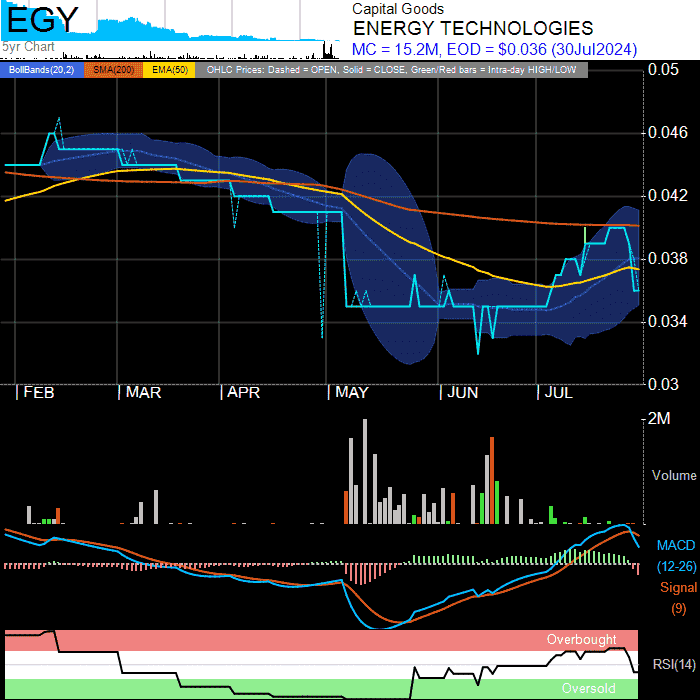 EGY
5yr Chart
Capital Goods
ENERGY TECHNOLOGIES
MC = 15.2M, EOD = $0.036 (30Jul2024)
BollBands(20,2) SMA(200) EMA(50) OHLC Prices: Dashed = OPEN, Solid = CLOSE, Green/Red bars = Intra-day HIGH/LOW
0.05
0.046
0.042
0.038
0.034
0.03
FEB MAR APR MAY JUN JUL
2M
Volume
MACD
(12-26)
Signal
(9)
Overbought
RSI(14)
Oversold